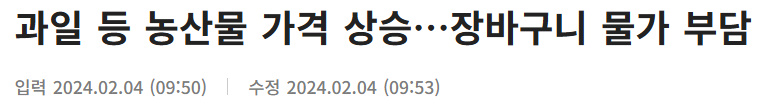 과일 등 농산물 가격 상승…장바구니 물가 부담
입력 2024.02.04 (09:50) | 수정 2024.02.04 (09:53)